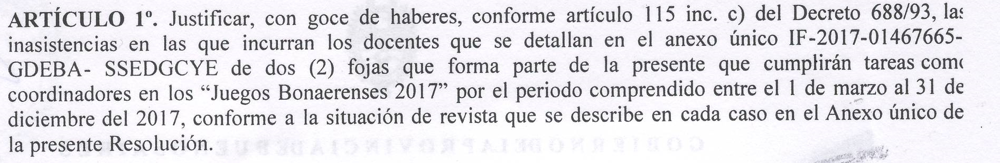 ARTÍCULO 1º. Justificar, con goce de haberes, conforme artículo 115 inc. c) del Decreto 688/93, las
inasistencias en las que incurran los docentes que se detallan en el anexo único IF-2017-01467665-
GDEBA- SSEDGCYE de dos (2) fojas que forma parte de la presente que cumplirán tareas como
coordinadores en los “Juegos Bonaerenses 2017” por el periodo comprendido entre el 1 de marzo al 31 de
diciembre del 2017, conforme a la situación de revista que se describe en cada caso en el Anexo único de
la presente Resolución.